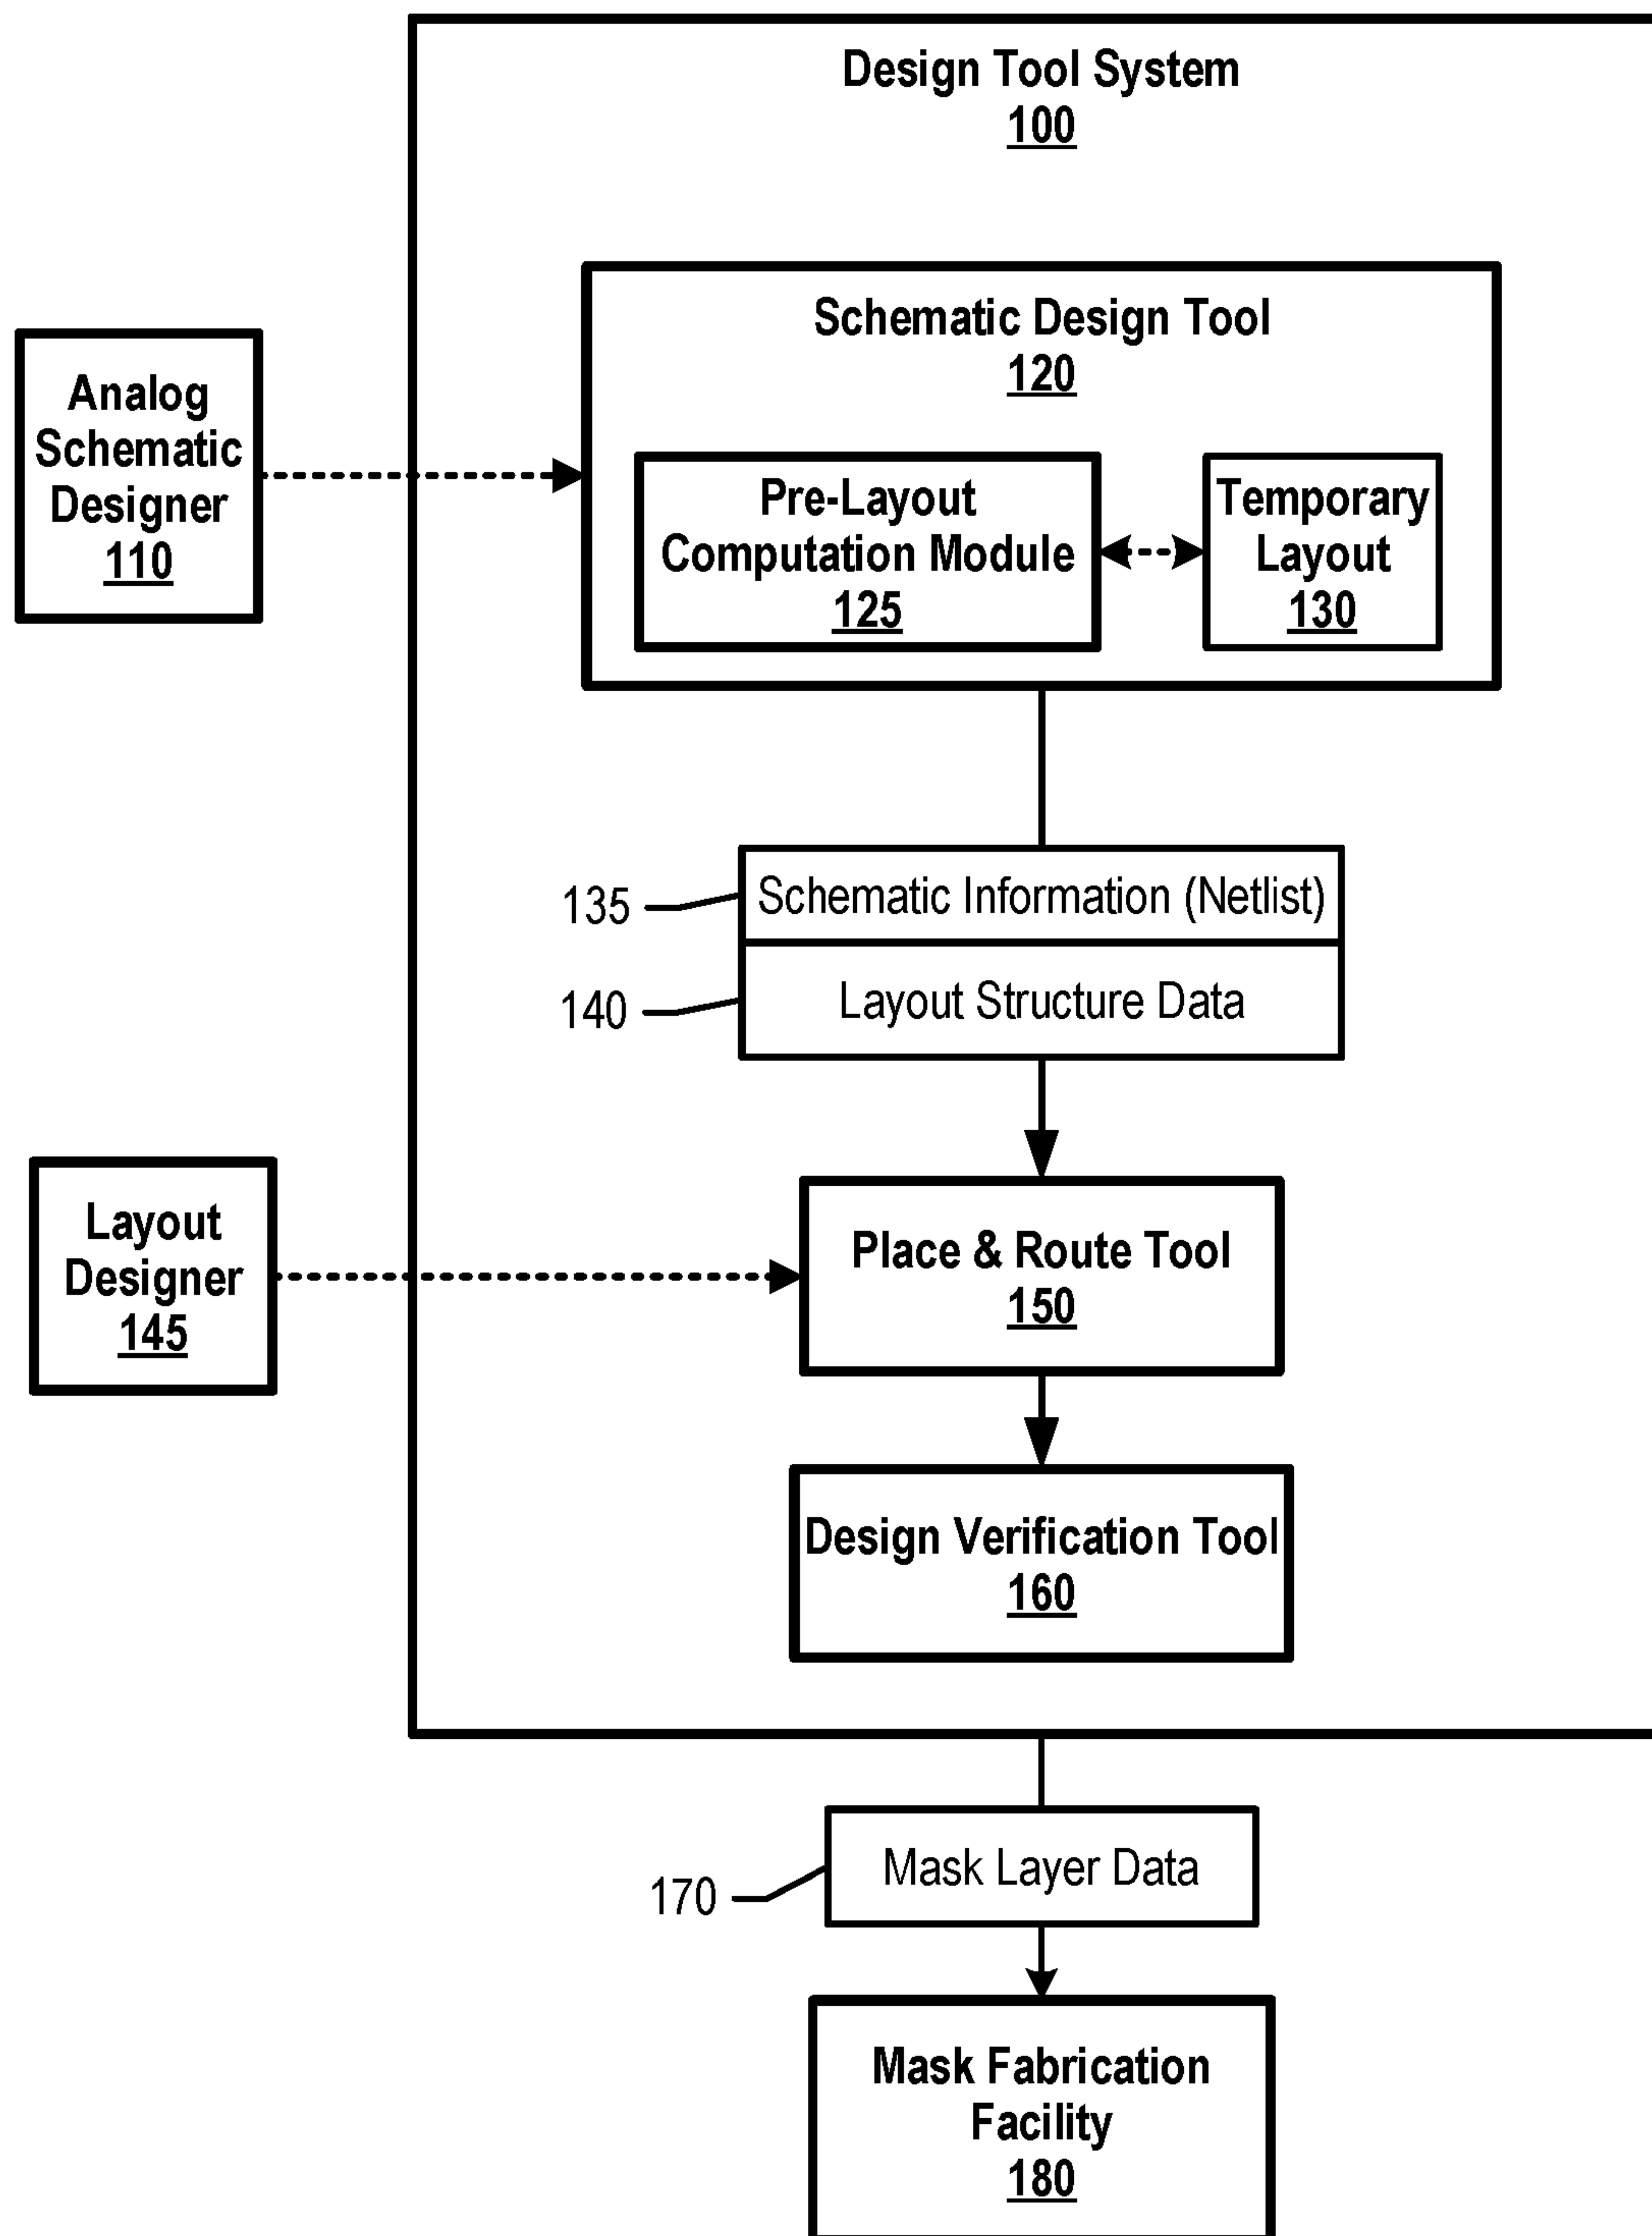 Design Tool System
100
Schematic Design Tool
120
Analog
Schematic
Designer
110
Pre-Layout
Computation Module
125
Temporary
Layout
130
135
Schematic Information (Netlist)
140
Layout Structure Data
Layout
Designer
145
Place & Route Tool
150
Design Verification Tool
160
170
Mask Layer Data
Mask Fabrication
Facility
180